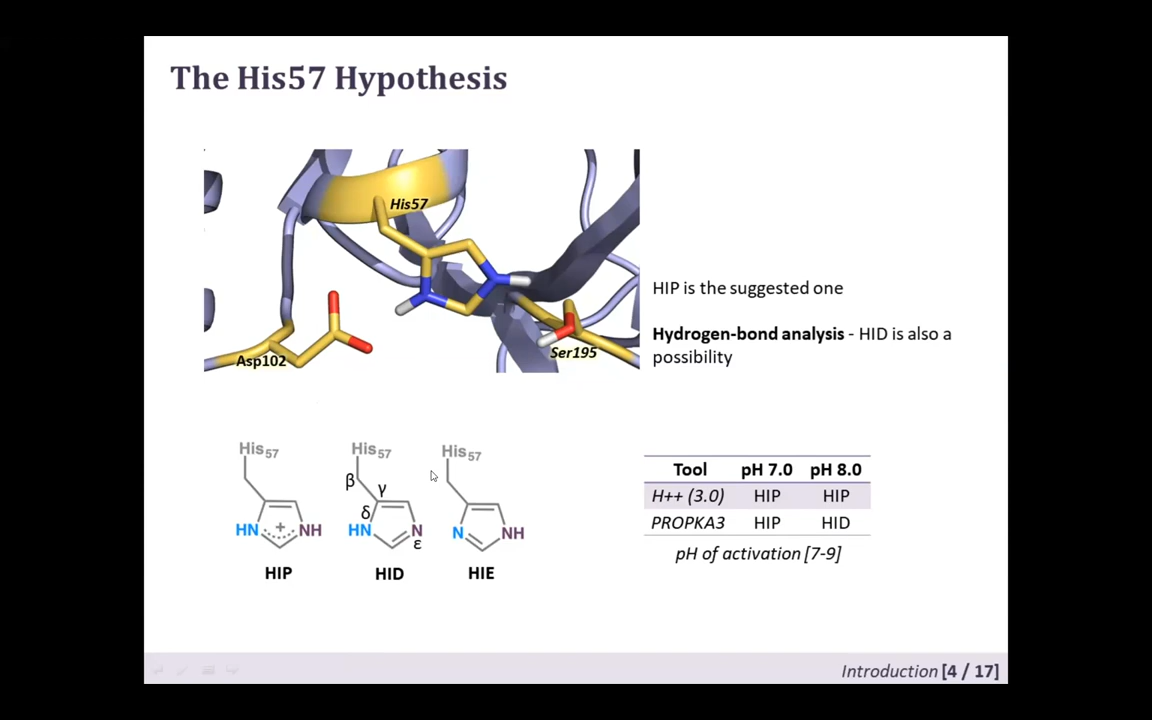 The His57 Hypothesis
His57
Asp102
Ser195
HIP is the suggested one
Hydrogen-bond analysis - HID is also a
possibility
His57 His57 His57
β γ
δ
HN + NH HN N N NH
ε
HIP HID HIE
Tool pH 7.0 pH 8.0
H++ (3.0) HIP HIP
PROPKA3 HIP HID
pH of activation [7-9]
Introduction [4 / 17]